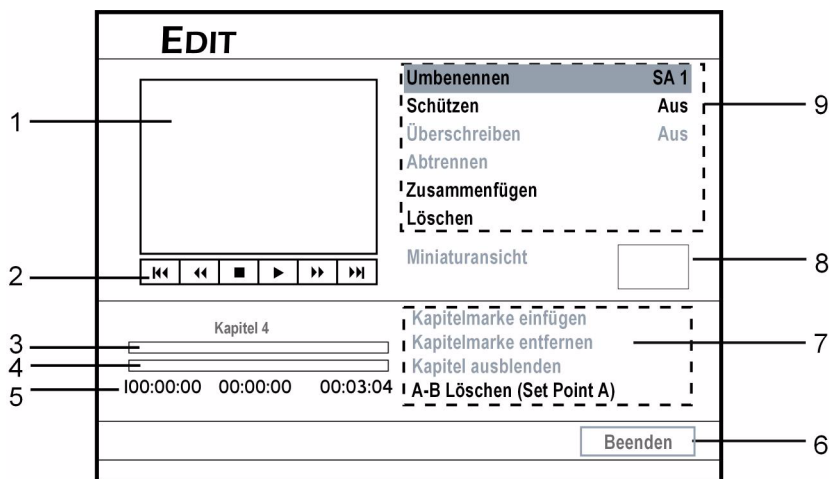 EDIT
1
Umbenennen SA 1
Schützen Aus
Überschreiben Aus
Abtrennen
Zusammenfügen
Löschen
9
2
Miniaturansicht
8
Kapitel 4
3
4
5
I00:00:00 00:00:00 00:03:04
Kapitelmarke einfügen
Kapitelmarke entfernen
Kapitel ausblenden
A-B Löschen (Set Point A)
7
Beenden
6